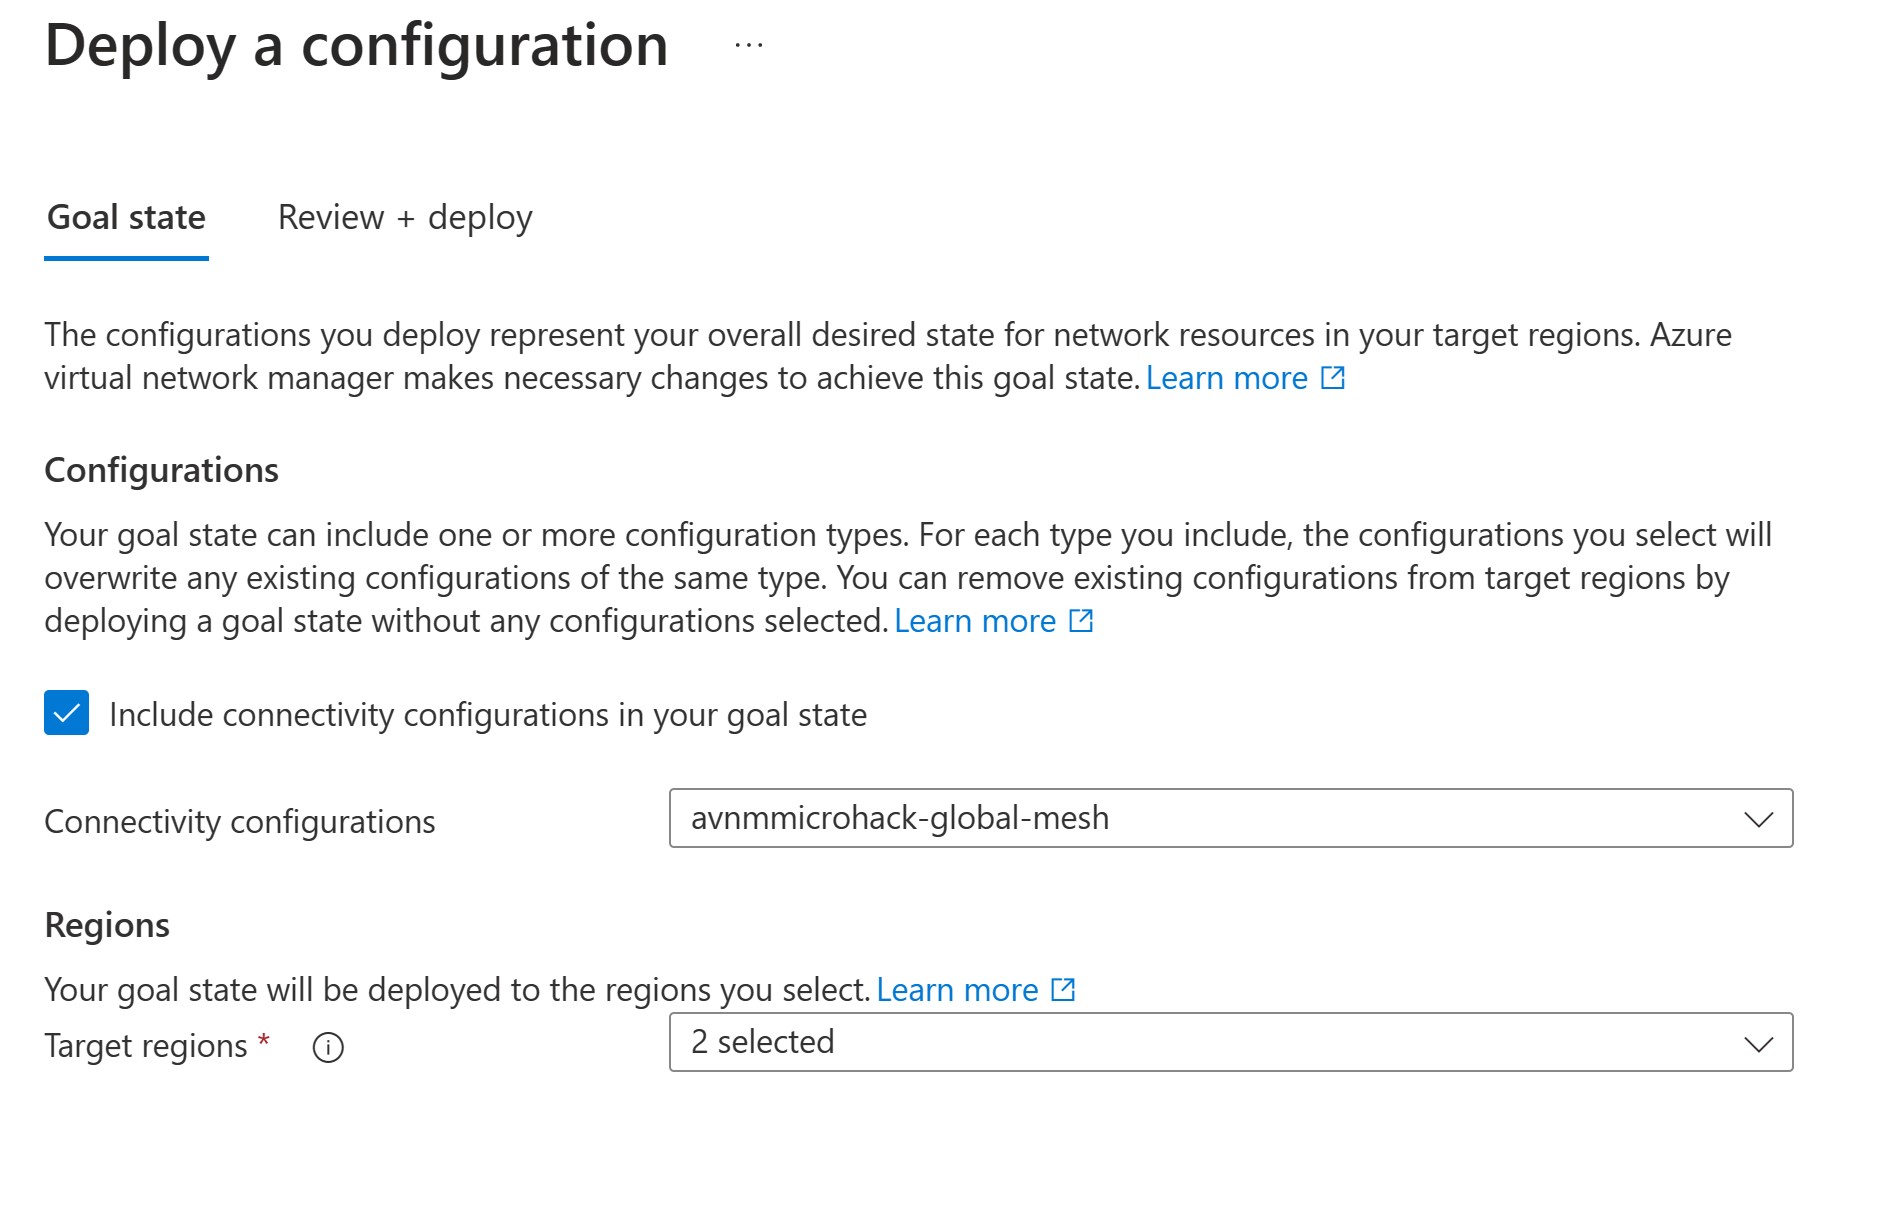 Deploy a configuration ...
Goal state Review + deploy
The configurations you deploy represent your overall desired state for network resources in your target regions. Azure
virtual network manager makes necessary changes to achieve this goal state. Learn more
Configurations
Your goal state can include one or more configuration types. For each type you include, the configurations you select will
overwrite any existing configurations of the same type. You can remove existing configurations from target regions by
deploying a goal state without any configurations selected. Learn more
Include connectivity configurations in your goal state
Connectivity configurations avnmmicrohack-global-mesh
Regions
Your goal state will be deployed to the regions you select. Learn more
Target regions * 2 selected